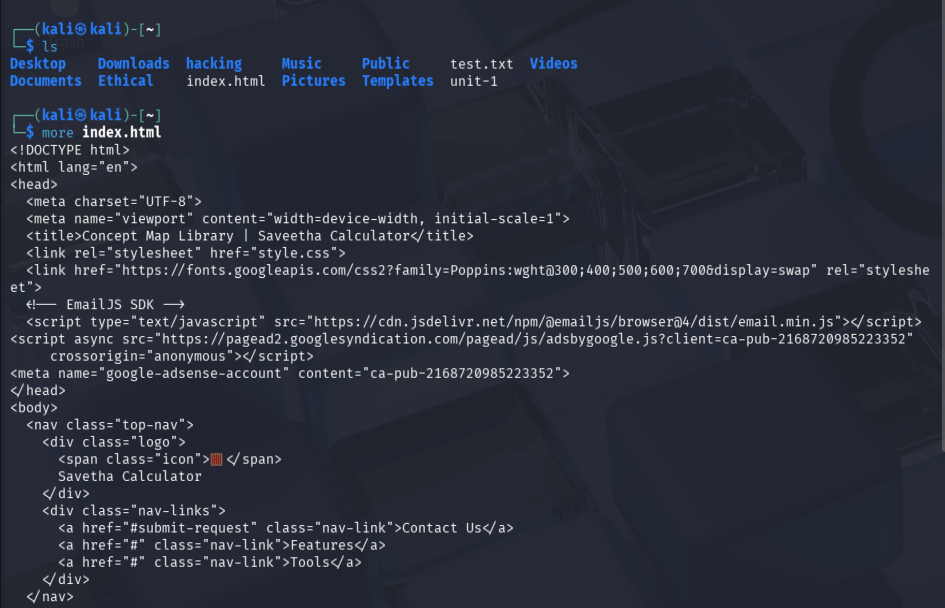 ┌──(kali㉿kali)-[~]
└─$ ls
Desktop    Downloads  hacking     Music     Public     test.txt  Videos
Documents  Ethical    index.html  Pictures  Templates  unit-1
┌──(kali㉿kali)-[~]
└─$ more index.html
<!DOCTYPE html>
<html lang="en">
<head>
  <meta charset="UTF-8">
  <meta name="viewport" content="width=device-width, initial-scale=1">
  <title>Concept Map Library | Saveetha Calculator</title>
  <link rel="stylesheet" href="style.css">
  <link href="https://fonts.googleapis.com/css2?family=Poppins:wght@300;400;500;600;700&display=swap" rel="styleshe
et">
  <!-- EmailJS SDK -->
  <script type="text/javascript" src="https://cdn.jsdelivr.net/npm/@emailjs/browser@4/dist/email.min.js"></script>
<script async src="https://pagead2.googlesyndication.com/pagead/js/adsbygoogle.js?client=ca-pub-2168720985223352"
     crossorigin="anonymous"></script>
<meta name="google-adsense-account" content="ca-pub-2168720985223352">
</head>
<body>
  <nav class="top-nav">
    <div class="logo">
      <span class="icon">🧮</span>
      Savetha Calculator
    </div>
    <div class="nav-links">
      <a href="#submit-request" class="nav-link">Contact Us</a>
      <a href="#" class="nav-link">Features</a>
      <a href="#" class="nav-link">Tools</a>
    </div>
  </nav>